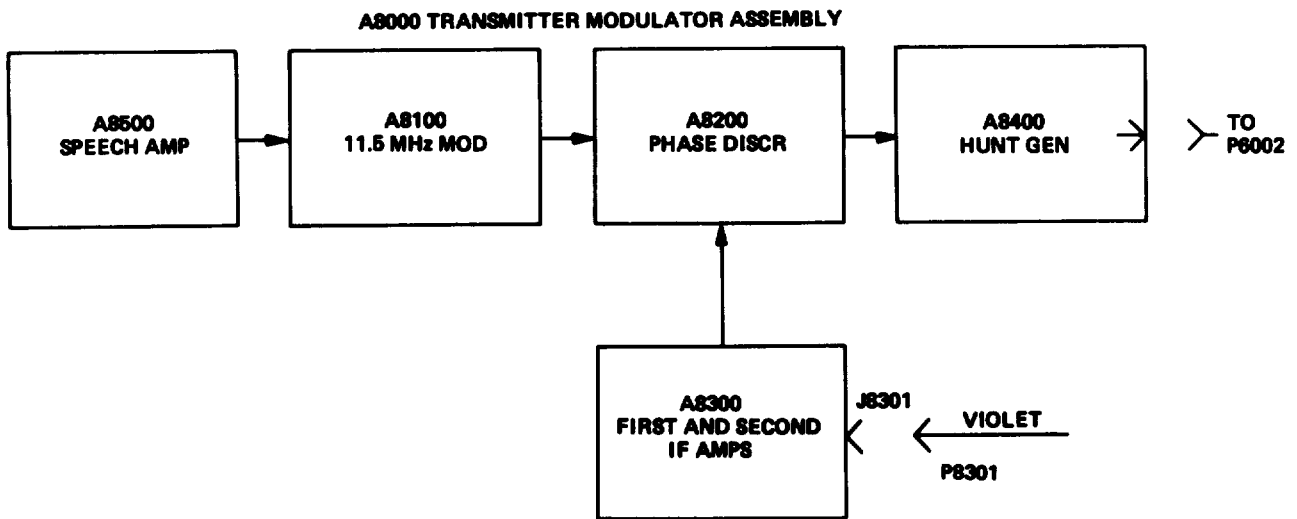 A8000 TRANSMITTER MODULATOR ASSEMBLY
A8500
SPEECH AMP
A8100
11.5 MHz MOD
A8200
PHASE DISCR
A8400
HUNT GEN
TO
P6002
A8300
FIRST AND SECOND
IF AMPS
J8301
VIOLET
P8301